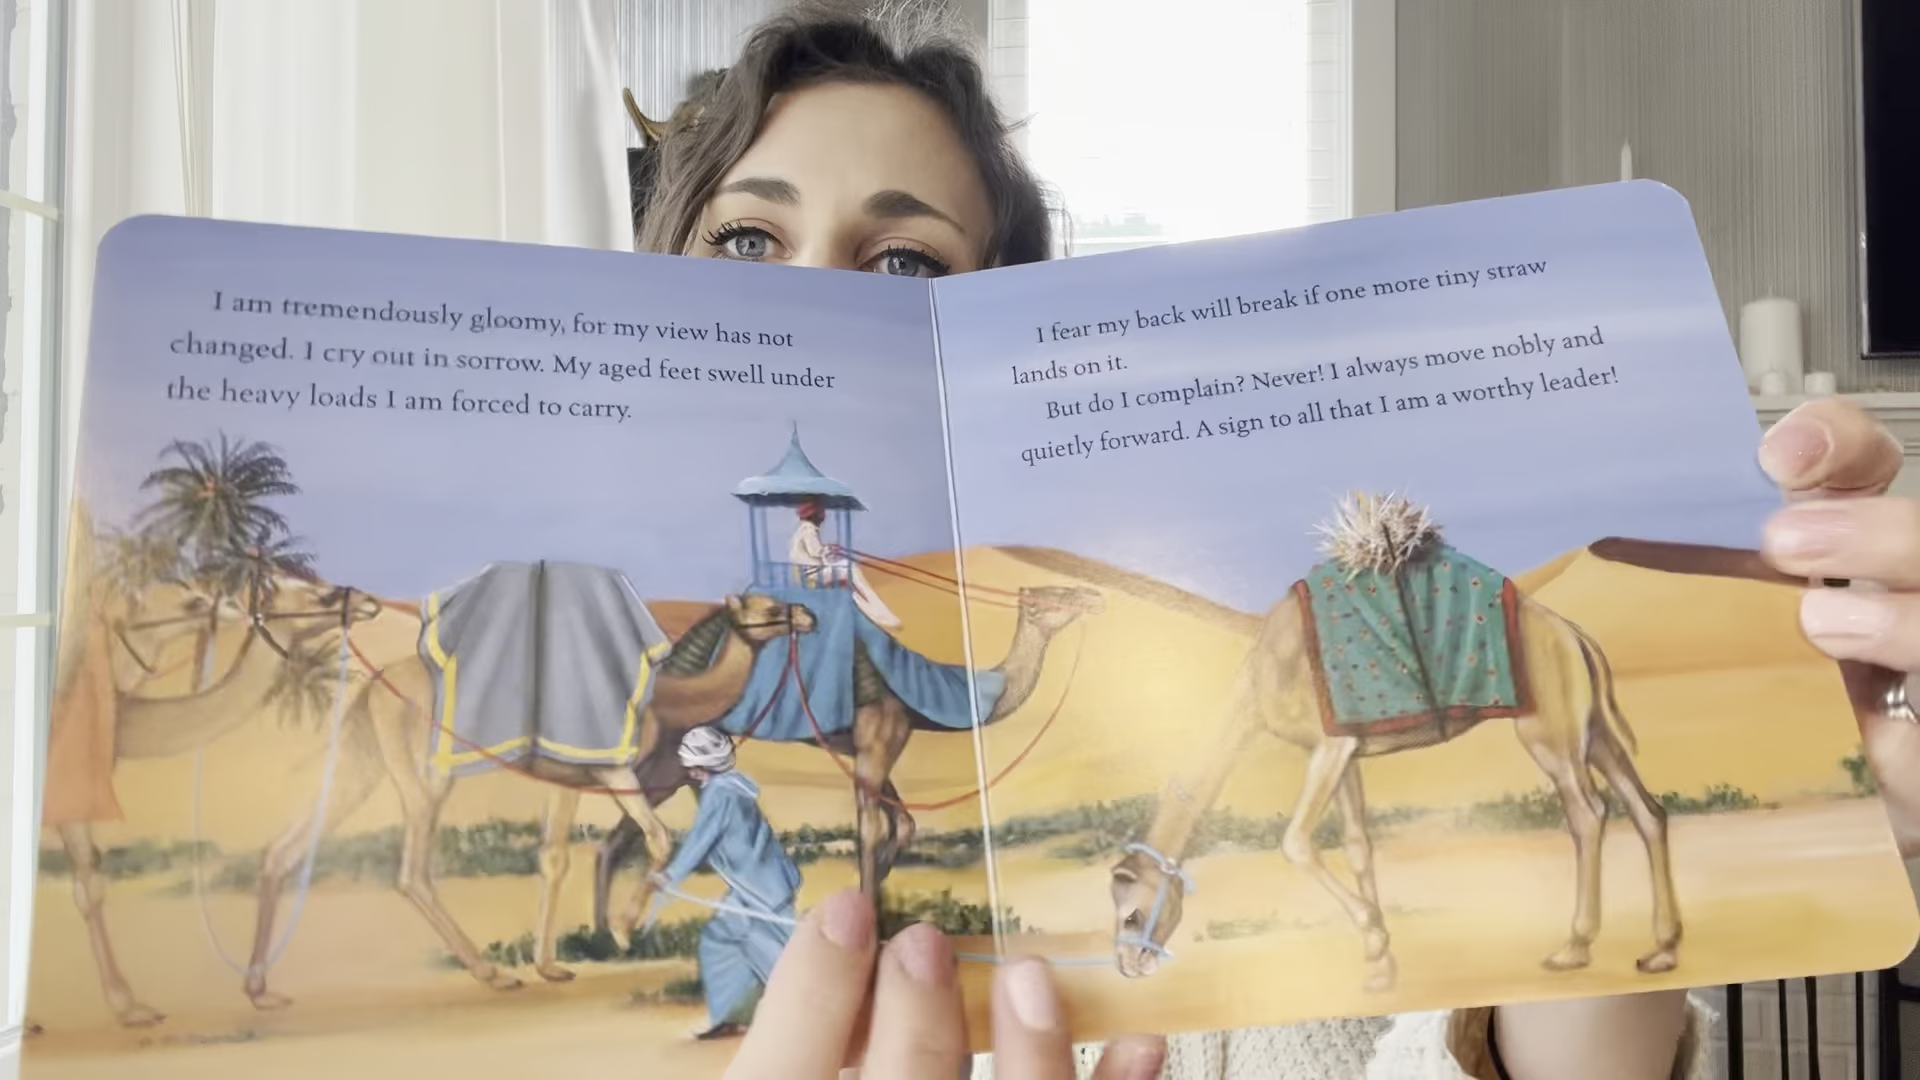 I am tremendously gloomy, for my view has not
changed. I cry out in sorrow. My aged feet swell under
the heavy loads I am forced to carry.
I fear my back will break if one more tiny straw
lands on it.
But do I complain? Never! I always move nobly and
quietly forward. A sign to all that I am a worthy leader!